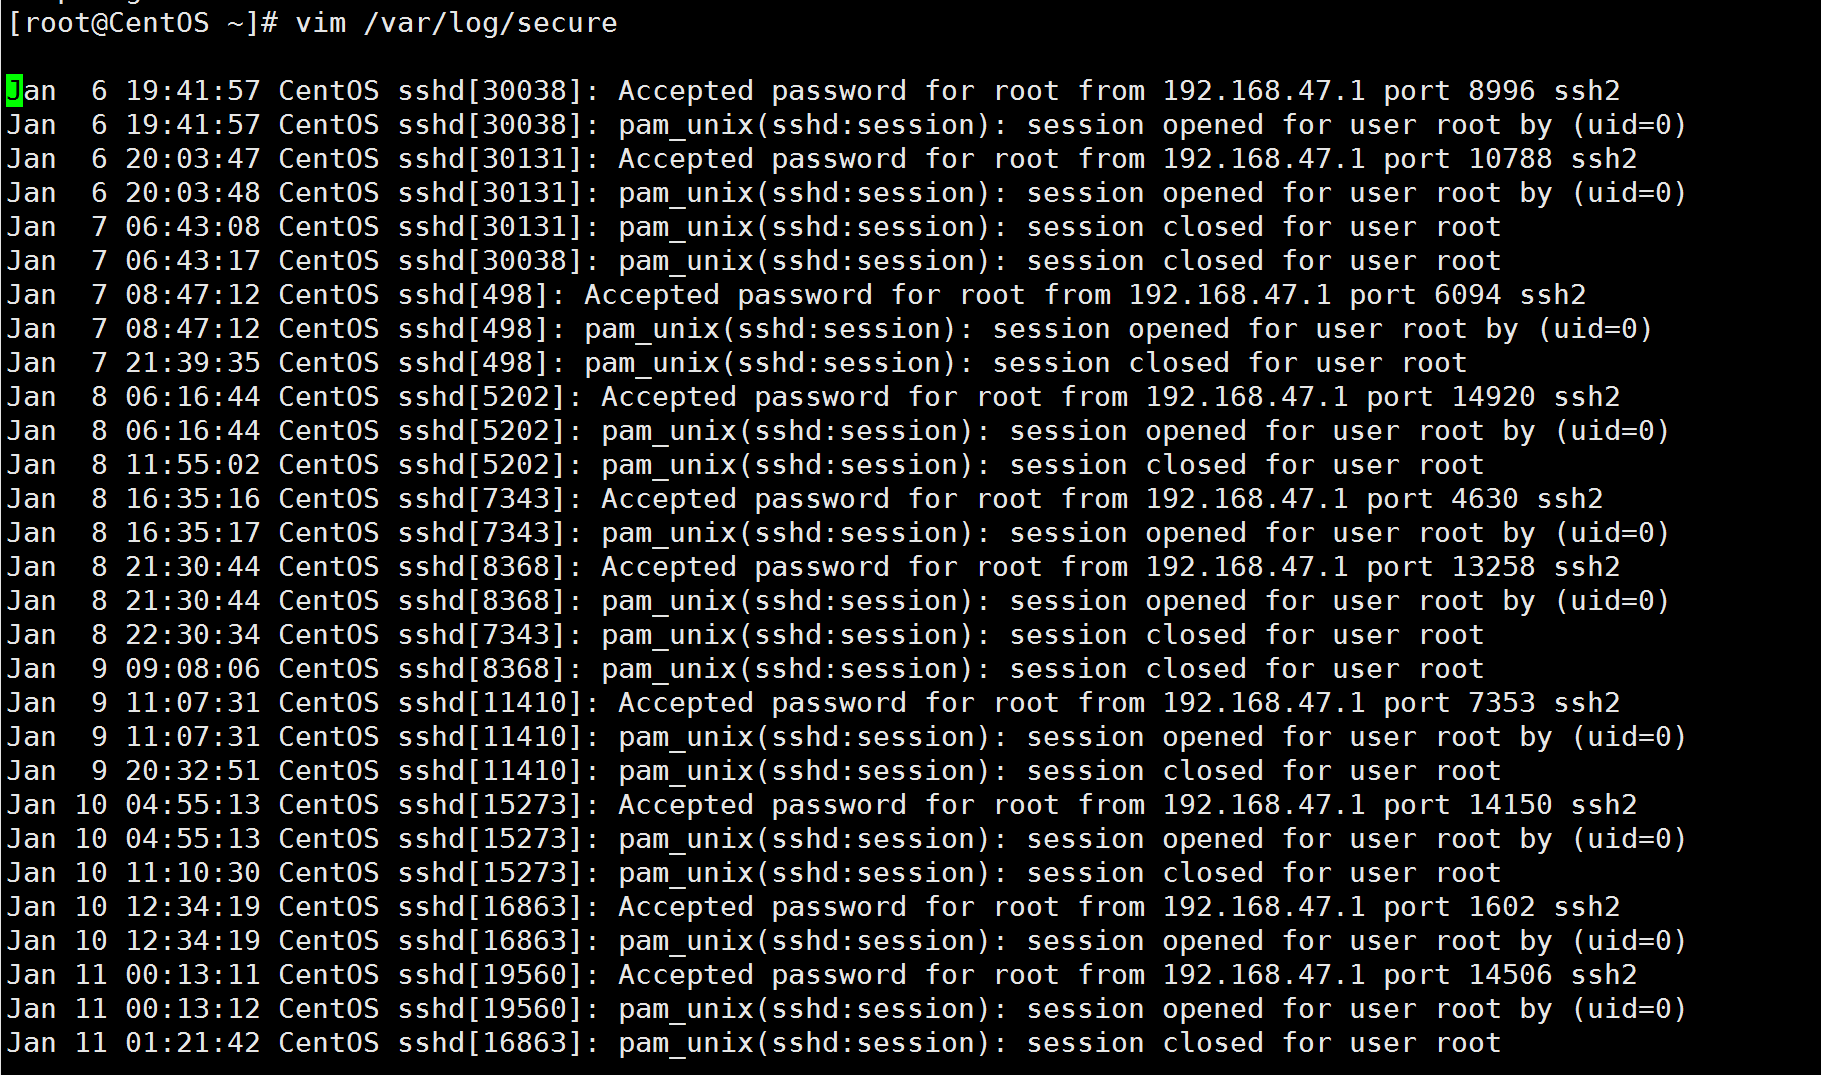 [root@CentOS ~]# vim /var/log/secure
Jan  6 19:41:57 CentOS sshd[30038]: Accepted password for root from 192.168.47.1 port 8996 ssh2
Jan  6 19:41:57 CentOS sshd[30038]: pam_unix(sshd:session): session opened for user root by (uid=0)
Jan  6 20:03:47 CentOS sshd[30131]: Accepted password for root from 192.168.47.1 port 10788 ssh2
Jan  6 20:03:48 CentOS sshd[30131]: pam_unix(sshd:session): session opened for user root by (uid=0)
Jan  7 06:43:08 CentOS sshd[30131]: pam_unix(sshd:session): session closed for user root
Jan  7 06:43:17 CentOS sshd[30038]: pam_unix(sshd:session): session closed for user root
Jan  7 08:47:12 CentOS sshd[498]: Accepted password for root from 192.168.47.1 port 6094 ssh2
Jan  7 08:47:12 CentOS sshd[498]: pam_unix(sshd:session): session opened for user root by (uid=0)
Jan  7 21:39:35 CentOS sshd[498]: pam_unix(sshd:session): session closed for user root
Jan  8 06:16:44 CentOS sshd[5202]: Accepted password for root from 192.168.47.1 port 14920 ssh2
Jan  8 06:16:44 CentOS sshd[5202]: pam_unix(sshd:session): session opened for user root by (uid=0)
Jan  8 11:55:02 CentOS sshd[5202]: pam_unix(sshd:session): session closed for user root
Jan  8 16:35:16 CentOS sshd[7343]: Accepted password for root from 192.168.47.1 port 4630 ssh2
Jan  8 16:35:17 CentOS sshd[7343]: pam_unix(sshd:session): session opened for user root by (uid=0)
Jan  8 21:30:44 CentOS sshd[8368]: Accepted password for root from 192.168.47.1 port 13258 ssh2
Jan  8 21:30:44 CentOS sshd[8368]: pam_unix(sshd:session): session opened for user root by (uid=0)
Jan  8 22:30:34 CentOS sshd[7343]: pam_unix(sshd:session): session closed for user root
Jan  9 09:08:06 CentOS sshd[8368]: pam_unix(sshd:session): session closed for user root
Jan  9 11:07:31 CentOS sshd[11410]: Accepted password for root from 192.168.47.1 port 7353 ssh2
Jan  9 11:07:31 CentOS sshd[11410]: pam_unix(sshd:session): session opened for user root by (uid=0)
Jan  9 20:32:51 CentOS sshd[11410]: pam_unix(sshd:session): session closed for user root
Jan 10 04:55:13 CentOS sshd[15273]: Accepted password for root from 192.168.47.1 port 14150 ssh2
Jan 10 04:55:13 CentOS sshd[15273]: pam_unix(sshd:session): session opened for user root by (uid=0)
Jan 10 11:10:30 CentOS sshd[15273]: pam_unix(sshd:session): session closed for user root
Jan 10 12:34:19 CentOS sshd[16863]: Accepted password for root from 192.168.47.1 port 1602 ssh2
Jan 10 12:34:19 CentOS sshd[16863]: pam_unix(sshd:session): session opened for user root by (uid=0)
Jan 11 00:13:11 CentOS sshd[19560]: Accepted password for root from 192.168.47.1 port 14506 ssh2
Jan 11 00:13:12 CentOS sshd[19560]: pam_unix(sshd:session): session opened for user root by (uid=0)
Jan 11 01:21:42 CentOS sshd[16863]: pam_unix(sshd:session): session closed for user root